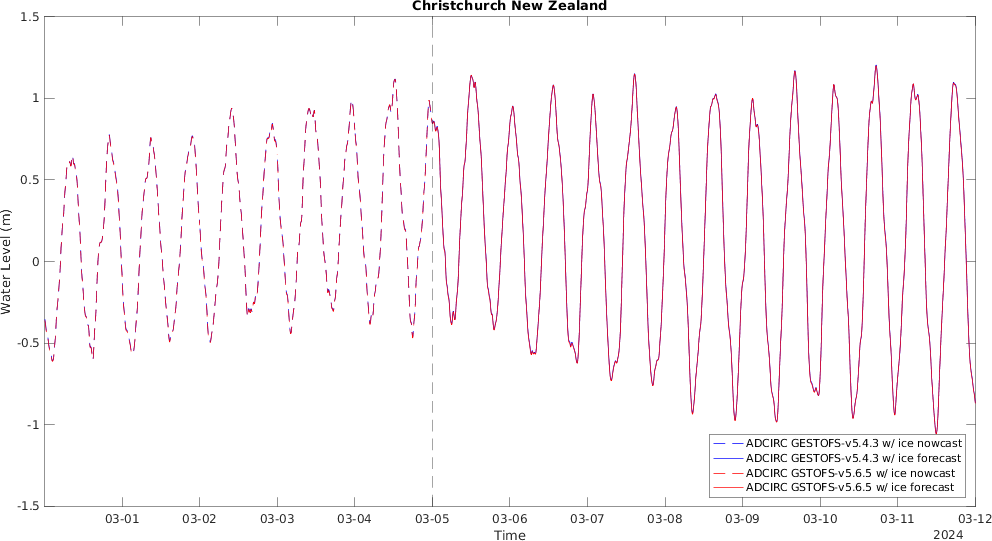 Christchurch New Zealand
1.5
1
0.5
0
-0.5
-1
-1.5
Water Level (m)
ADCIRC GESTOFS-v5.4.3 w/ ice nowcast
ADCIRC GESTOFS-v5.4.3 w/ ice forecast
ADCIRC GSTOFS-v5.6.5 w/ ice nowcast
ADCIRC GSTOFS-v5.6.5 w/ ice forecast
03-01 03-02 03-03 03-04 03-05 03-06 03-07 03-08 03-09 03-10 03-11 03-12
Time
2024